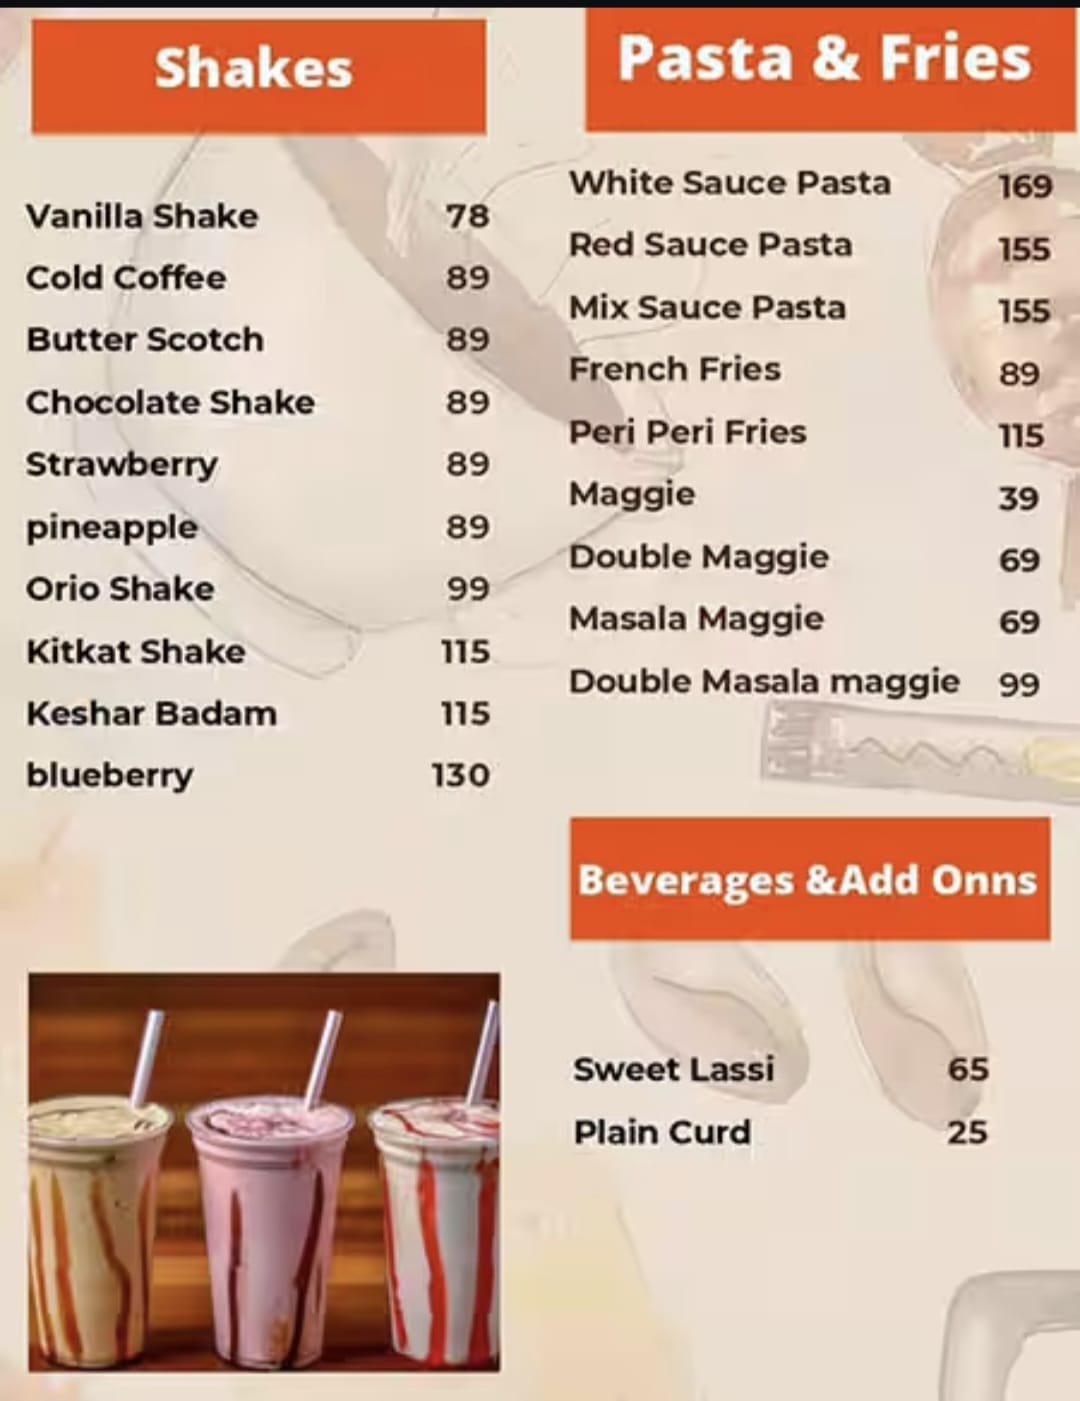 Shakes
Vanilla Shake 78
Cold Coffee 89
Butter Scotch 89
Chocolate Shake 89
Strawberry 89
pineapple 89
Orio Shake 99
Kitkat Shake 115
Keshar Badam 115
blueberry 130
Pasta & Fries
White Sauce Pasta 169
Red Sauce Pasta 155
Mix Sauce Pasta 155
French Fries 89
Peri Peri Fries 115
Maggie 39
Double Maggie 69
Masala Maggie 69
Double Masala maggie 99
Beverages &Add Onns
Sweet Lassi 65
Plain Curd 25